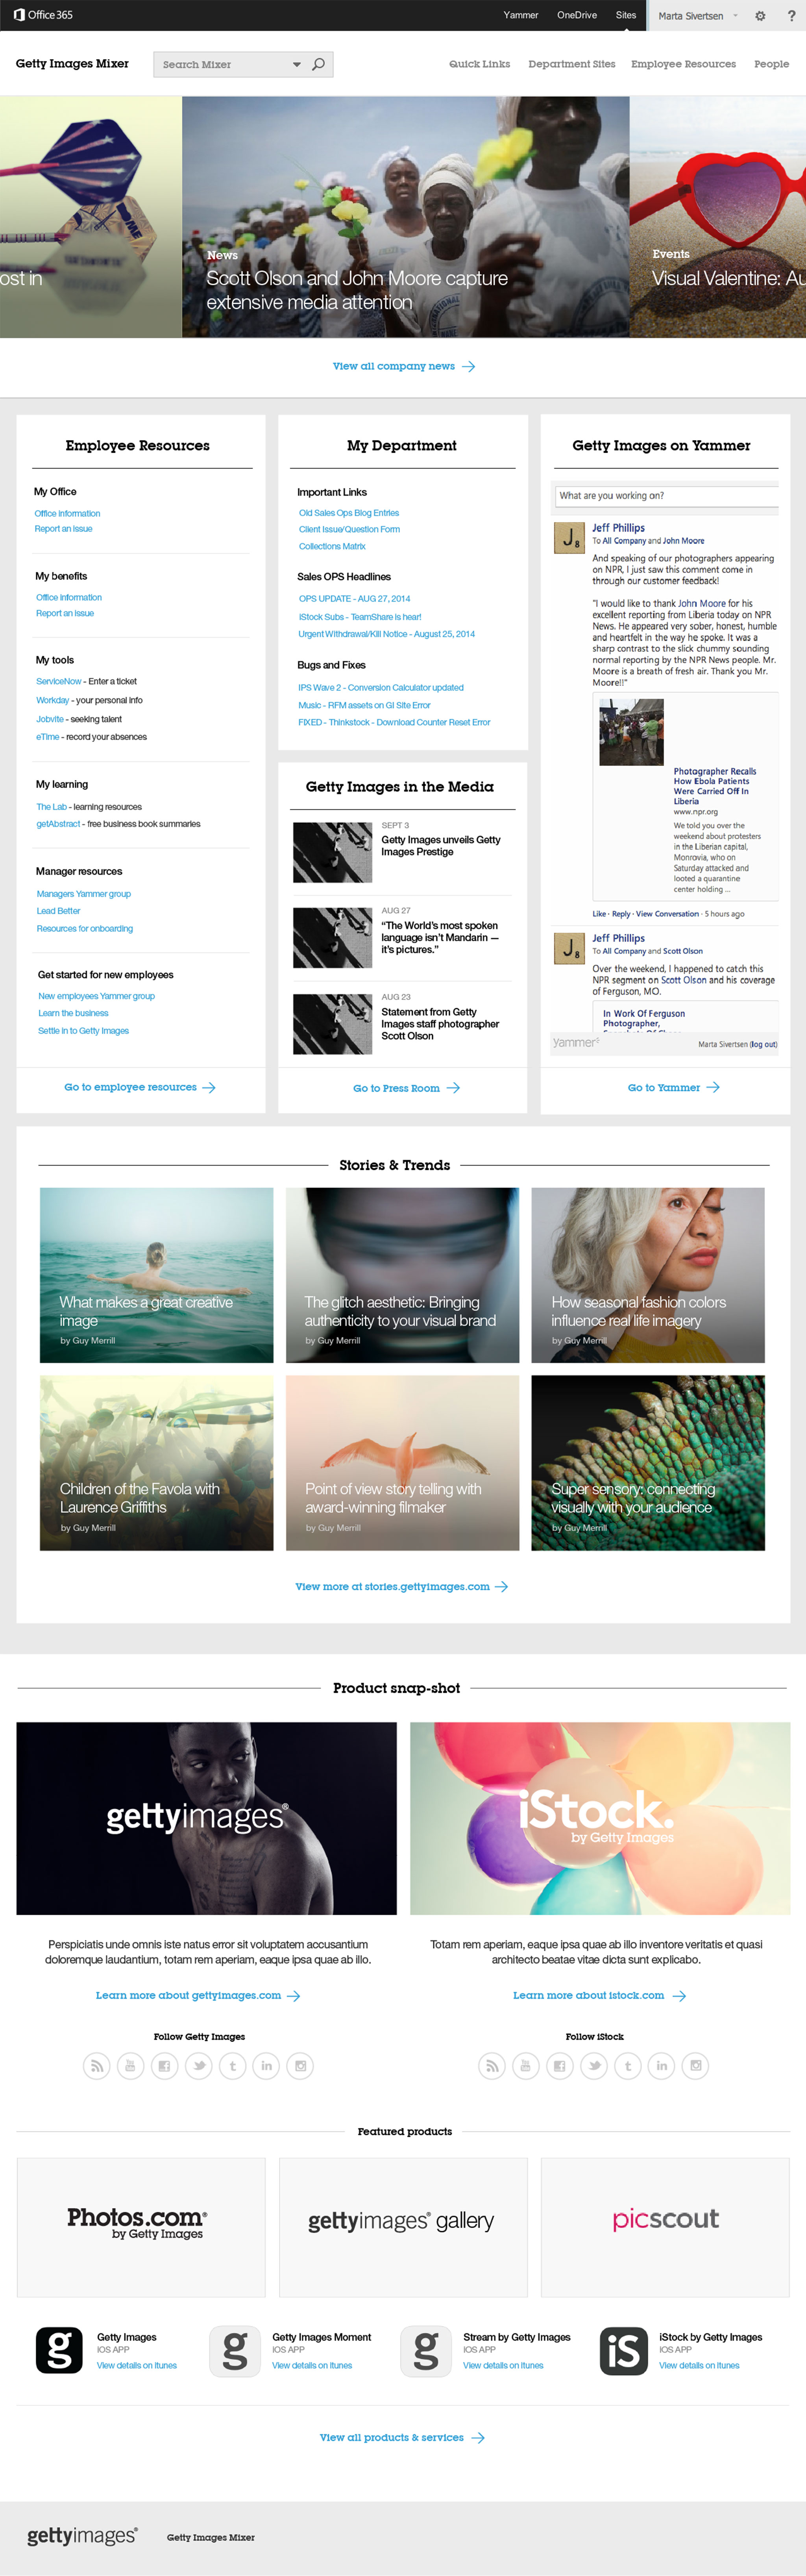 Office 365
Yammer OneDrive Sites Marta Sivertsen ?
Getty Images Mixer
Search Mixer
Quick Links Department Sites Employee Resources People
ost in
News
Scott Olson and John Moore capture
extensive media attention
Events
Visual Valentine: Au
View all company news
Employee Resources
My Office
Office Information
Report an issue
My benefits
Office Information
Report an issue
My tools
ServiceNow - Enter a ticket
Workday - your personal info
Jobvite - seeking talent
eTime - record your absences
My learning
The Lab - learning resources
getAbstract - free business book summaries
Manager resources
Managers Yammer group
Lead Better
Resources for onboarding
Get started for new employees
New employees Yammer group
Learn the business
Settle in to Getty Images
Go to employee resources
My Department
Important Links
Old Sales Ops Blog Entries
Client Issue/Question Form
Collections Matrix
Sales OPS Headlines
OPS UPDATE - AUG 27, 2014
iStock Subs - TeamShare is hear!
Urgent Withdrawal/Kill Notice - August 25, 2014
Bugs and Fixes
IPS Wave 2 - Conversion Calculator updated
Music - RFM assets on GI Site Error
FIXED - Thinkstock - Download Counter Reset Error
Getty Images in the Media
SEPT 3
Getty Images unveils Getty
Images Prestige
AUG 27
“The World’s most spoken
language isn’t Mandarin —
it’s pictures.”
AUG 23
Statement from Getty
Images staff photographer
Scott Olson
Go to Press Room
Getty Images on Yammer
What are you working on?
J8
Jeff Phillips
To All Company and John Moore
And speaking of our photographers appearing
on NPR, I just saw this comment come in
through our customer feedback!
"I would like to thank John Moore for his
excellent reporting from Liberia today on NPR
News. He appeared very sober, honest, humble
and heartfelt in the way he spoke. It was a
sharp contrast to the slick chummy sounding
normal reporting by the NPR News people. Mr.
Moore is a breath of fresh air. Thank you Mr.
Moore!!"
Photographer Recalls
How Ebola Patients
Were Carried Off In
Liberia
www.npr.org
We told you over the
weekend about protesters
in the Liberian capital,
Monrovia, who on
Saturday attacked and
looted a quarantine
center holding ...
Like · Reply · View Conversation · 5 hours ago
J8
Jeff Phillips
To All Company and Scott Olson
Over the weekend, I happened to catch this
NPR segment on Scott Olson and his coverage
of Ferguson, MO.
In Work Of Ferguson
Photographer,
yammer
Marta Sivertsen (log out)
Go to Yammer
Stories & Trends
What makes a great creative
image
by Guy Merrill
The glitch aesthetic: Bringing
authenticity to your visual brand
by Guy Merrill
How seasonal fashion colors
influence real life imagery
by Guy Merrill
Children of the Favola with
Laurence Griffiths
by Guy Merrill
Point of view story telling with
award-winning filmaker
by Guy Merrill
Super sensory: connecting
visually with your audience
by Guy Merrill
View more at stories.gettyimages.com
Product snap-shot
gettyimages®
iStock.
by Getty Images
Perspiciatis unde omnis iste natus error sit voluptatem accusantium
doloremque laudantium, totam rem aperiam, eaque ipsa quae ab illo.
Totam rem aperiam, eaque ipsa quae ab illo inventore veritatis et quasi
architecto beatae vitae dicta sunt explicabo.
Learn more about gettyimages.com
Learn more about istock.com
Follow Getty Images
Follow iStock
Featured products
Photos.com®
by Getty Images
gettyimages® gallery
picscout
g
Getty Images
iOS APP
View details on itunes
g
Getty Images Moment
iOS APP
View details on itunes
g
Stream by Getty Images
iOS APP
View details on itunes
iS
iStock by Getty Images
iOS APP
View details on itunes
View all products & services
gettyimages®
Getty Images Mixer